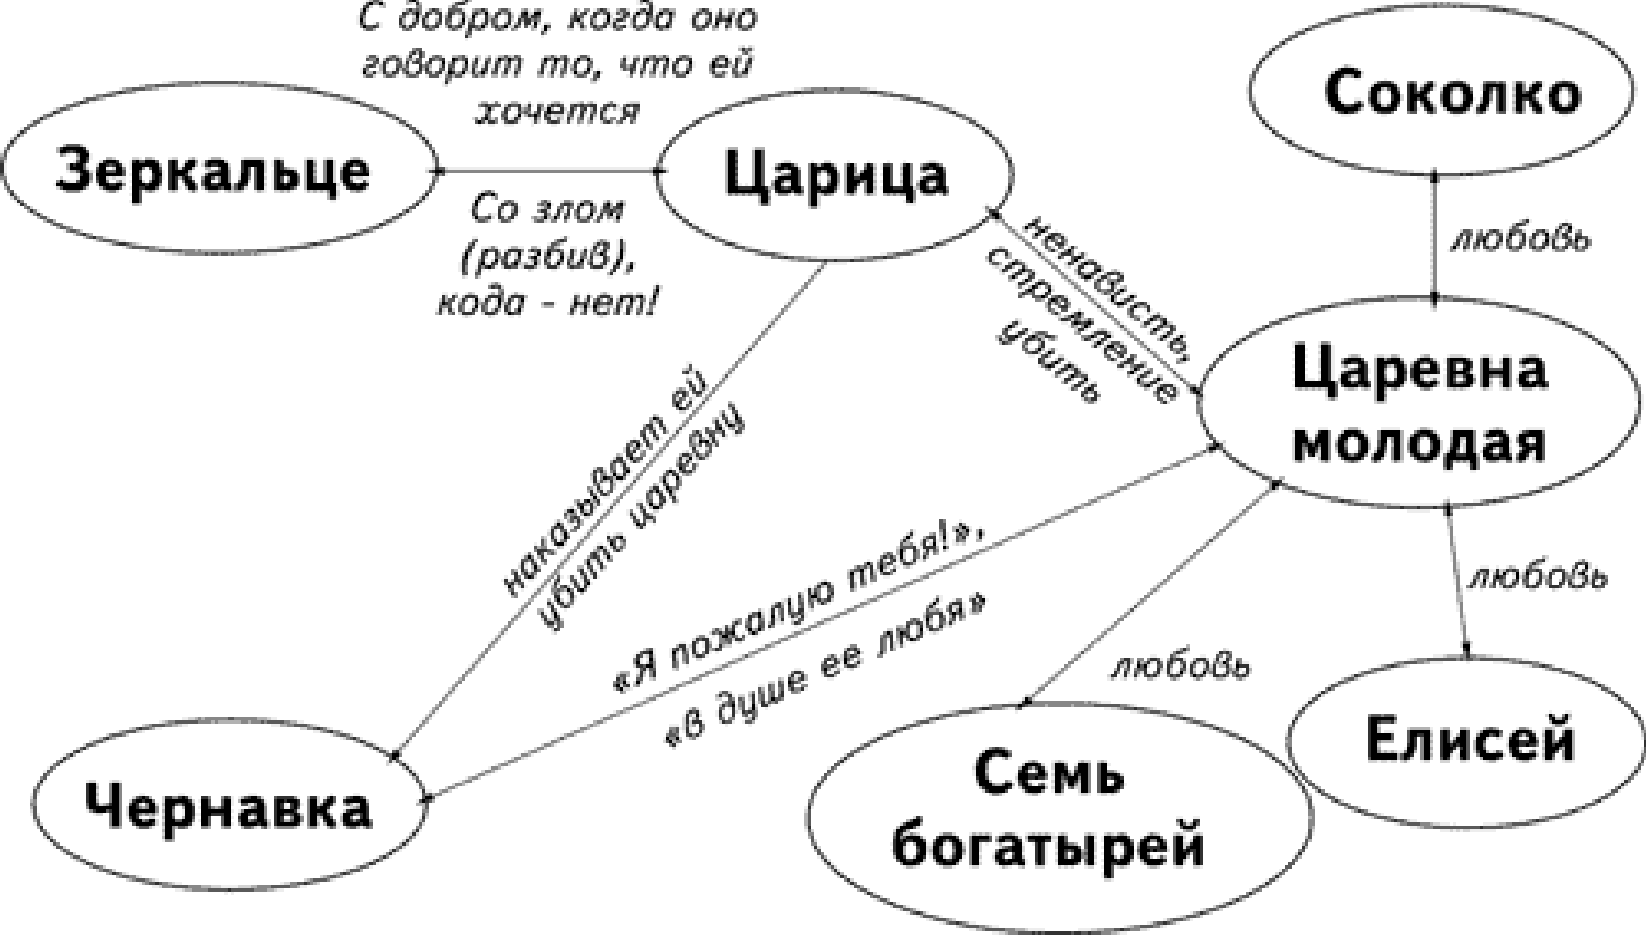 С добром, когда оно
говорит то, что ей
хочется
Соколко
Зеркальце
Царица
Со злом
(разбив),
кода - нет!
ненависть,
стремление
убить
любовь
Царевна
молодая
наказывает ей
убить царевну
«Я пожалую тебя!»,
«в душе ее любя»
любовь
любовь
Чернавка
Семь
богатырей
Елисей